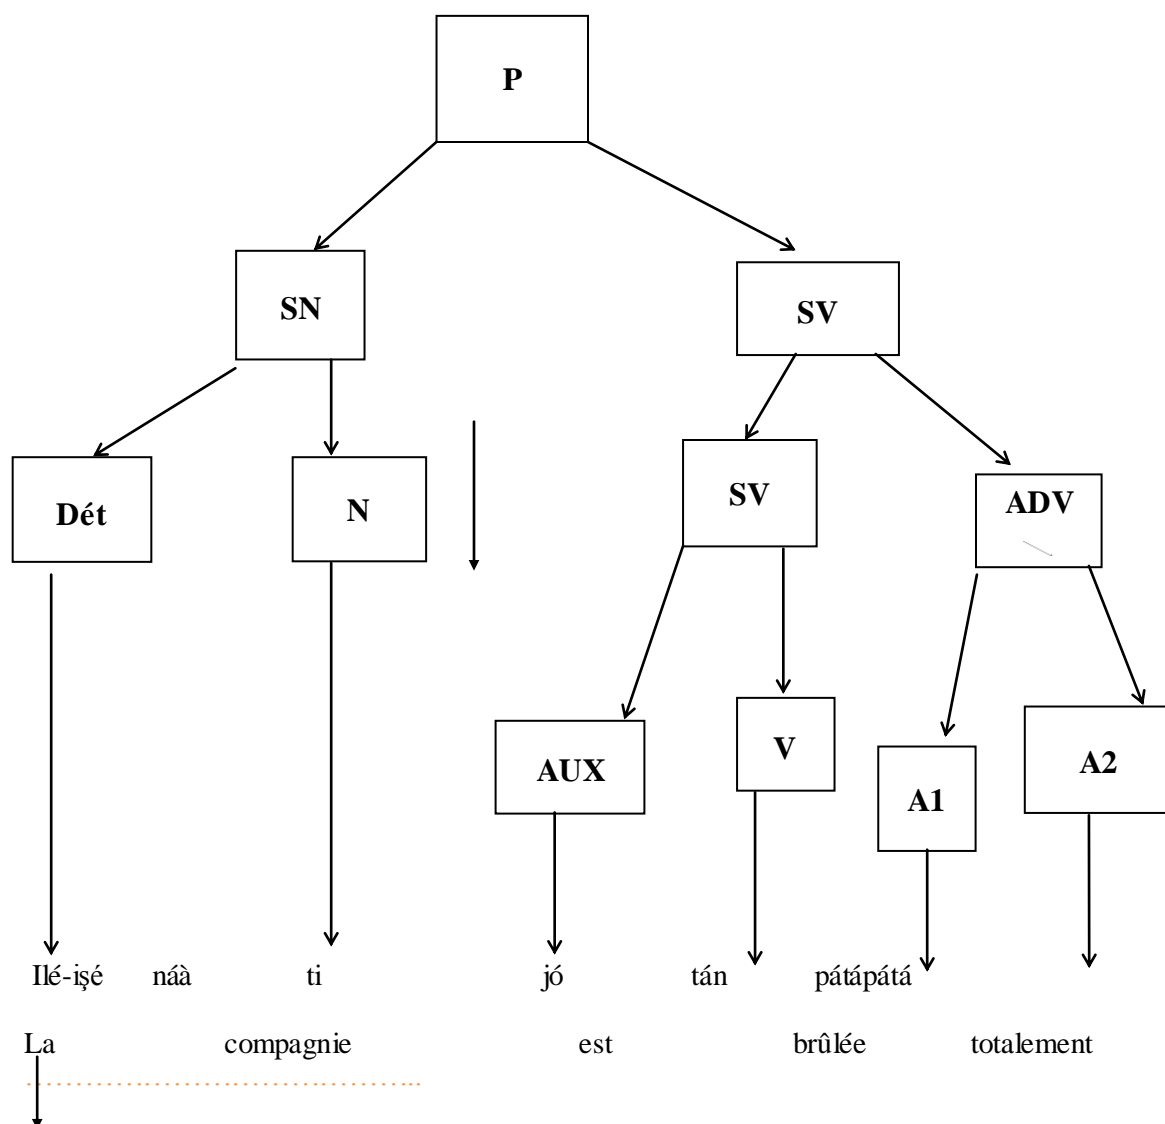 P
SN SV
Dét N SV ADV
AUX V A1 A2
Ilé-işé náà ti jó tán pátápátá
La compagnie est brûlée totalement